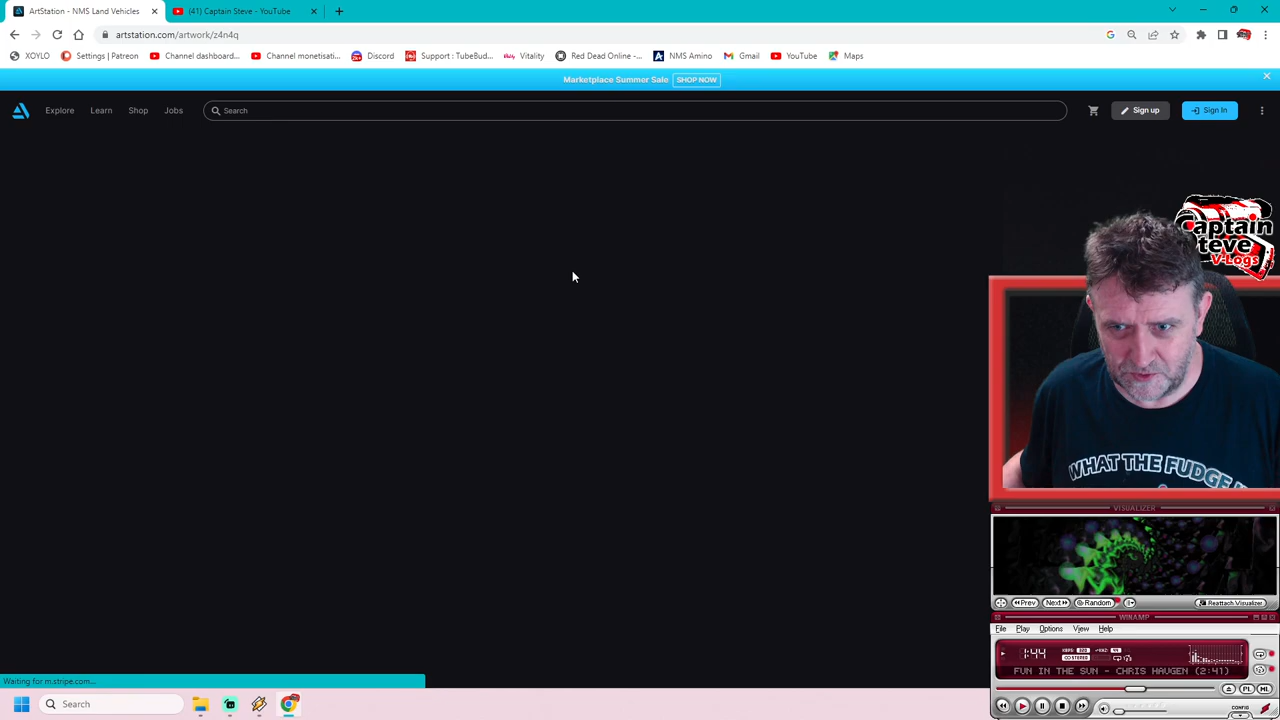 ArtStation - NMS Land Vehicles
(41) Captain Steve - YouTube
artstation.com/artwork/z4n4q
XOYLO
Settings | Patreon
Channel dashboard...
Channel monetisati...
Discord
Support : TubeBud...
Vitality
Red Dead Online -...
NMS Amino
Gmail
YouTube
Maps
Marketplace Summer Sale SHOP NOW
Explore
Learn
Shop
Jobs
Search
Sign up
Sign In
Captain
Steve
V-Logs
WHAT THE FUDGE
VISUALIZER
Prev
Next
Random
Reattach Visualizer
WINAMP
File
Play
Options
View
Help
1:44
STEREO
FUN IN THE SUN - CHRIS HAUGEN (2:41)
PL
ML
CONFIG
Waiting for m.stripe.com...
Search